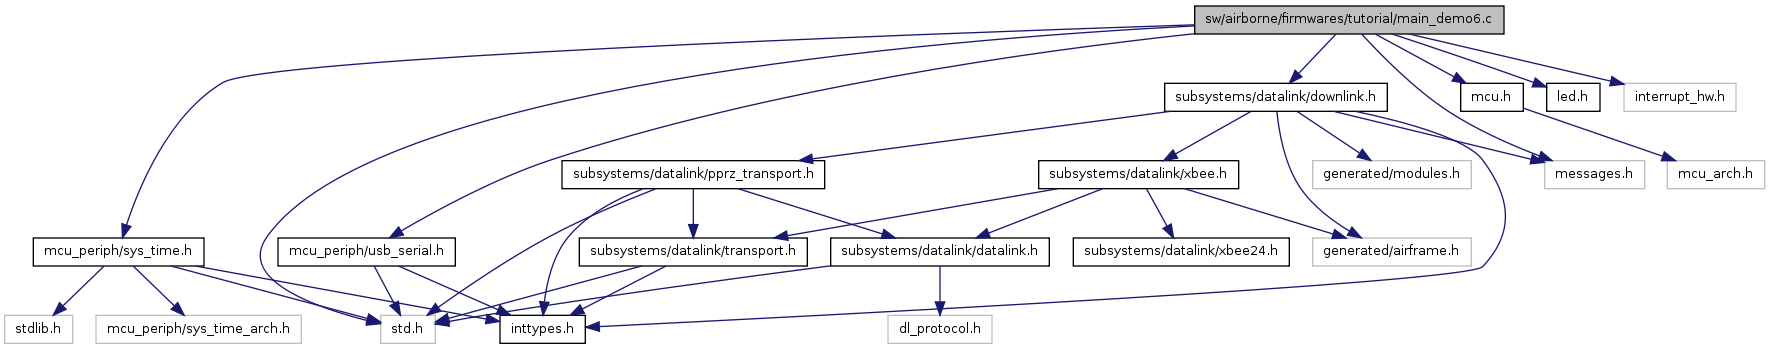 sw/airborne/firmwares/tutorial/main_demo6.c
subsystems/datalink/downlink.h
mcu.h
led.h
interrupt_hw.h
subsystems/datalink/pprz_transport.h
subsystems/datalink/xbee.h
generated/modules.h
messages.h
mcu_arch.h
mcu_periph/sys_time.h
mcu_periph/usb_serial.h
subsystems/datalink/transport.h
subsystems/datalink/datalink.h
subsystems/datalink/xbee24.h
generated/airframe.h
stdlib.h
mcu_periph/sys_time_arch.h
std.h
inttypes.h
dl_protocol.h